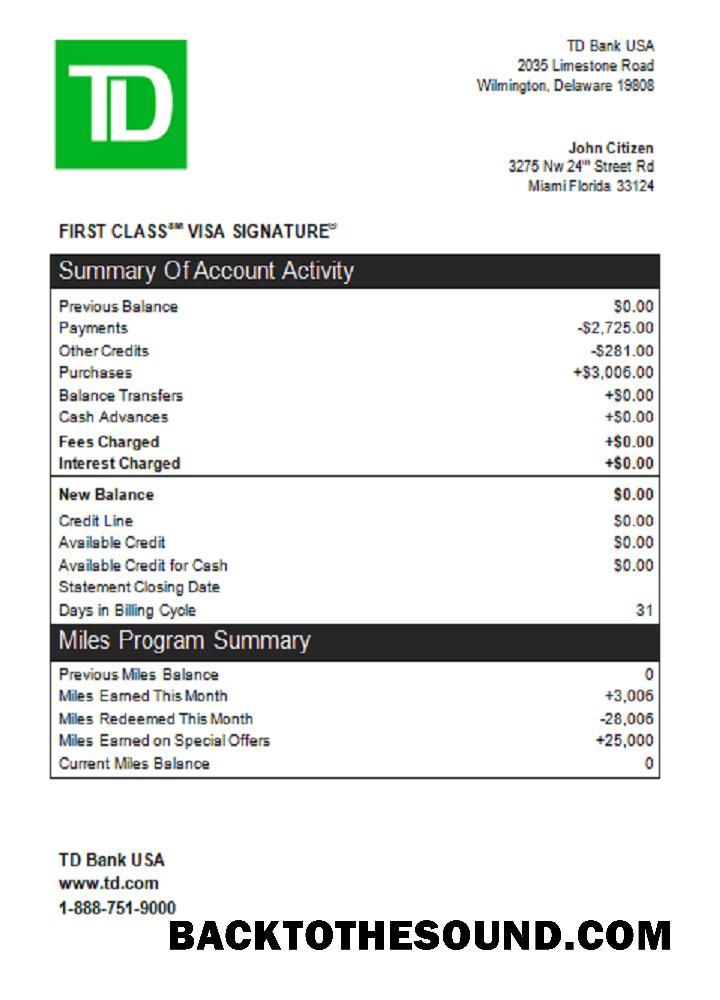 TD
TD Bank USA
2035 Limestone Road
Wilmington, Delaware 19808
John Citizen
3275 Nw 24th Street Rd
Miami Florida 33124
FIRST CLASS℠ VISA SIGNATURE®
Summary Of Account Activity
Previous Balance $0.00
Payments -$2,725.00
Other Credits -$281.00
Purchases +$3,006.00
Balance Transfers +$0.00
Cash Advances +$0.00
Fees Charged +$0.00
Interest Charged +$0.00
New Balance $0.00
Credit Line $0.00
Available Credit $0.00
Available Credit for Cash $0.00
Statement Closing Date
Days in Billing Cycle 31
Miles Program Summary
Previous Miles Balance 0
Miles Earned This Month +3,006
Miles Redeemed This Month -28,006
Miles Earned on Special Offers +25,000
Current Miles Balance 0
TD Bank USA
www.td.com
1-888-751-9000
BACKTOTHESOUND.COM